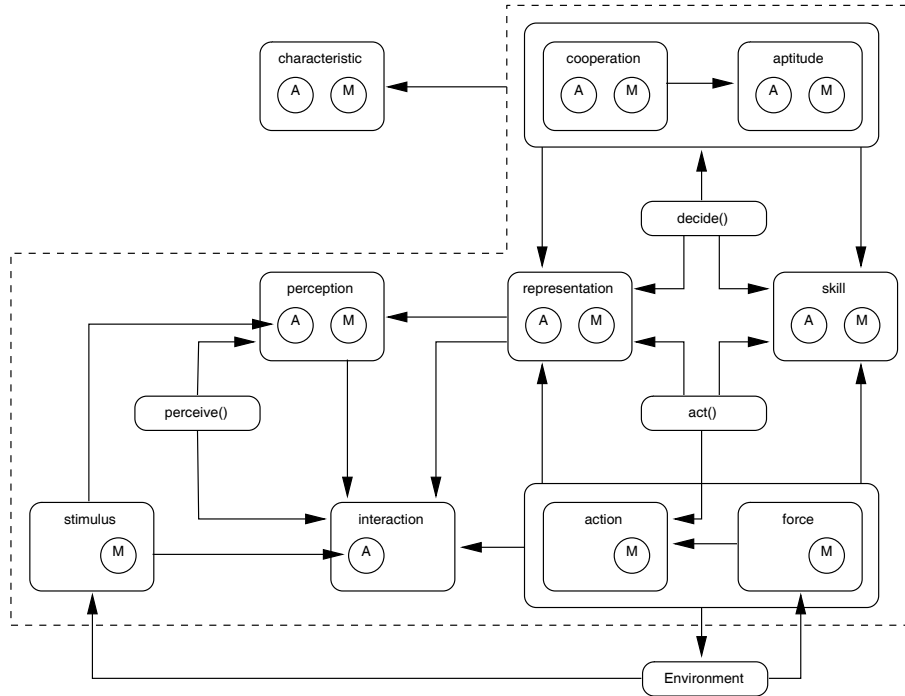 characteristic
A M
cooperation
A M
aptitude
A M
decide()
perception
A M
representation
A M
skill
A M
perceive()
act()
stimulus
M
interaction
A
action
M
force
M
Environment